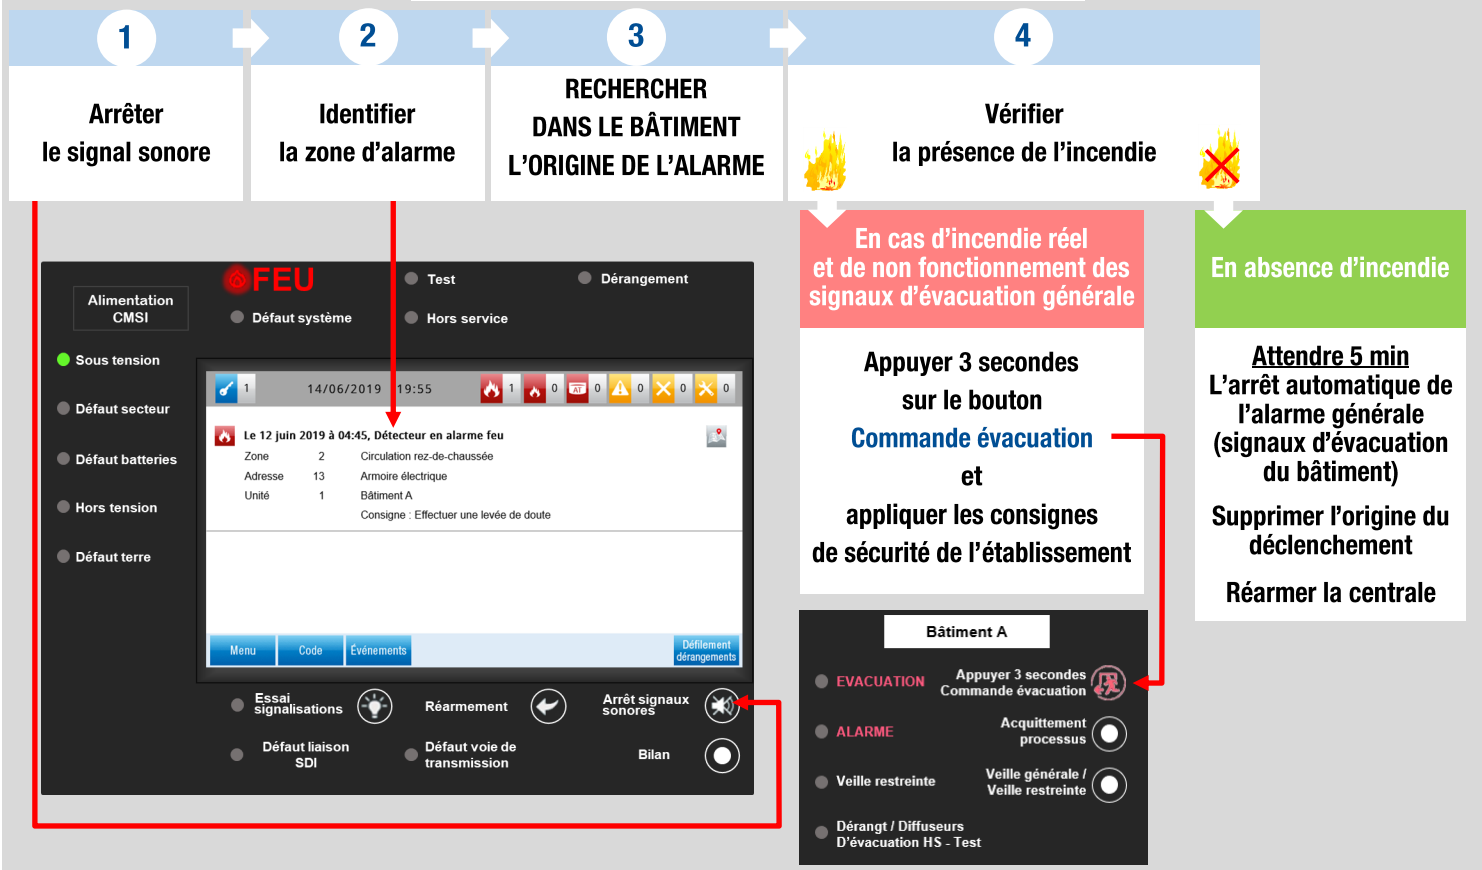 1
Arrêter
le signal sonore
2
Identifier
la zone d'alarme
3
RECHERCHER
DANS LE BÂTIMENT
L'ORIGINE DE L'ALARME
4
Vérifier
la présence de l'incendie
En cas d'incendie réel
et de non fonctionnement des
signaux d'évacuation générale
Appuyer 3 secondes
sur le bouton
Commande évacuation
et
appliquer les consignes
de sécurité de l'établissement
En absence d'incendie
Attendre 5 min
L'arrêt automatique de
l'alarme générale
(signaux d'évacuation
du bâtiment)
Supprimer l'origine du
déclenchement
Réarmer la centrale
Alimentation
CMSI
FEU
Test
Dérangement
Défaut système
Hors service
Sous tension
Défaut secteur
Défaut batteries
Hors tension
Défaut terre
1 14/06/2019 19:55 1 0 AT 0 0 0 0
Le 12 juin 2019 à 04:45, Détecteur en alarme feu
Zone 2 Circulation rez-de-chaussée
Adresse 13 Armoire électrique
Unité 1 Bâtiment A
Consigne : Effectuer une levée de doute
Menu
Code
Événements
Défilement
dérangements
Essai
signalisations
Réarmement
Arrêt signaux
sonores
Défaut liaison
SDI
Défaut voie de
transmission
Bilan
Bâtiment A
EVACUATION
Appuyer 3 secondes
Commande évacuation
ALARME
Acquittement
processus
Veille restreinte
Veille générale /
Veille restreinte
Dérangt / Diffuseurs
D'évacuation HS - Test